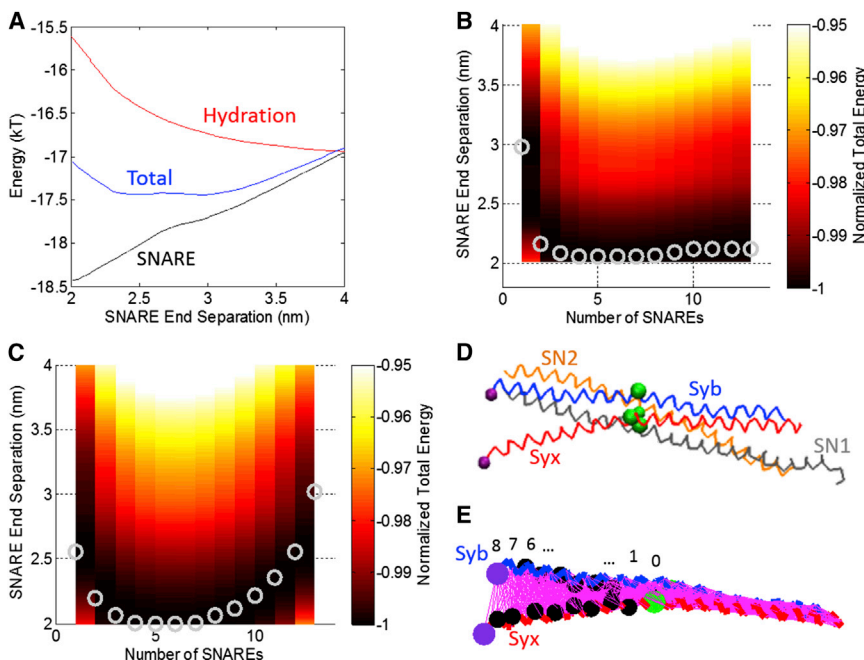 A
-15.5
-16
-16.5
-17
-17.5
-18
-18.5
Energy (kT)
Hydration
Total
SNARE
2 2.5 3 3.5 4
SNARE End Separation (nm)
B
4
3.5
3
2.5
2
SNARE End Separation (nm)
0 5 10
Number of SNAREs
-0.95
-0.96
-0.97
-0.98
-0.99
-1
Normalized Total Energy
C
4
3.5
3
2.5
2
SNARE End Separation (nm)
0 5 10
Number of SNAREs
-0.95
-0.96
-0.97
-0.98
-0.99
-1
Normalized Total Energy
D
SN2
Syb
Syx
SN1
E
Syb
8 7 6 ... ... 1 0
Syx